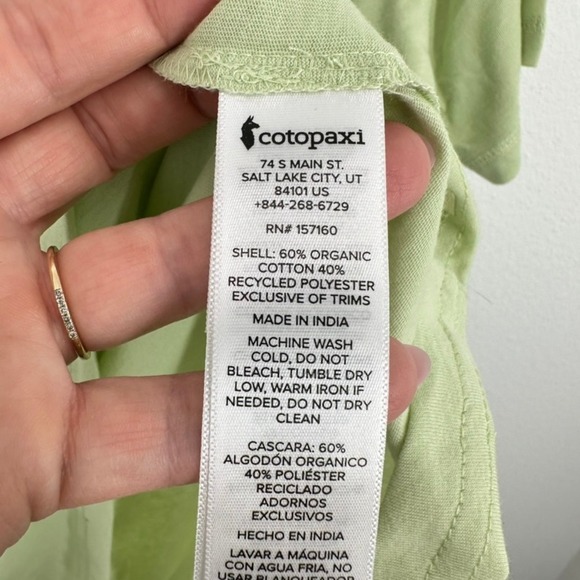 cotopaxi
74 S MAIN ST.
SALT LAKE CITY, UT
84101 US
+844-268-6729
RN# 157160
SHELL: 60% ORGANIC
COTTON 40%
RECYCLED POLYESTER
EXCLUSIVE OF TRIMS
MADE IN INDIA
MACHINE WASH
COLD, DO NOT
BLEACH, TUMBLE DRY
LOW, WARM IRON IF
NEEDED, DO NOT DRY
CLEAN
CASCARA: 60%
ALGODÓN ORGANICO
40% POLIÉSTER
RECICLADO
ADORNOS
EXCLUSIVOS
HECHO EN INDIA
LAVAR A MÁQUINA
CON AGUA FRIA, NO
USAR BLANQUEADOR